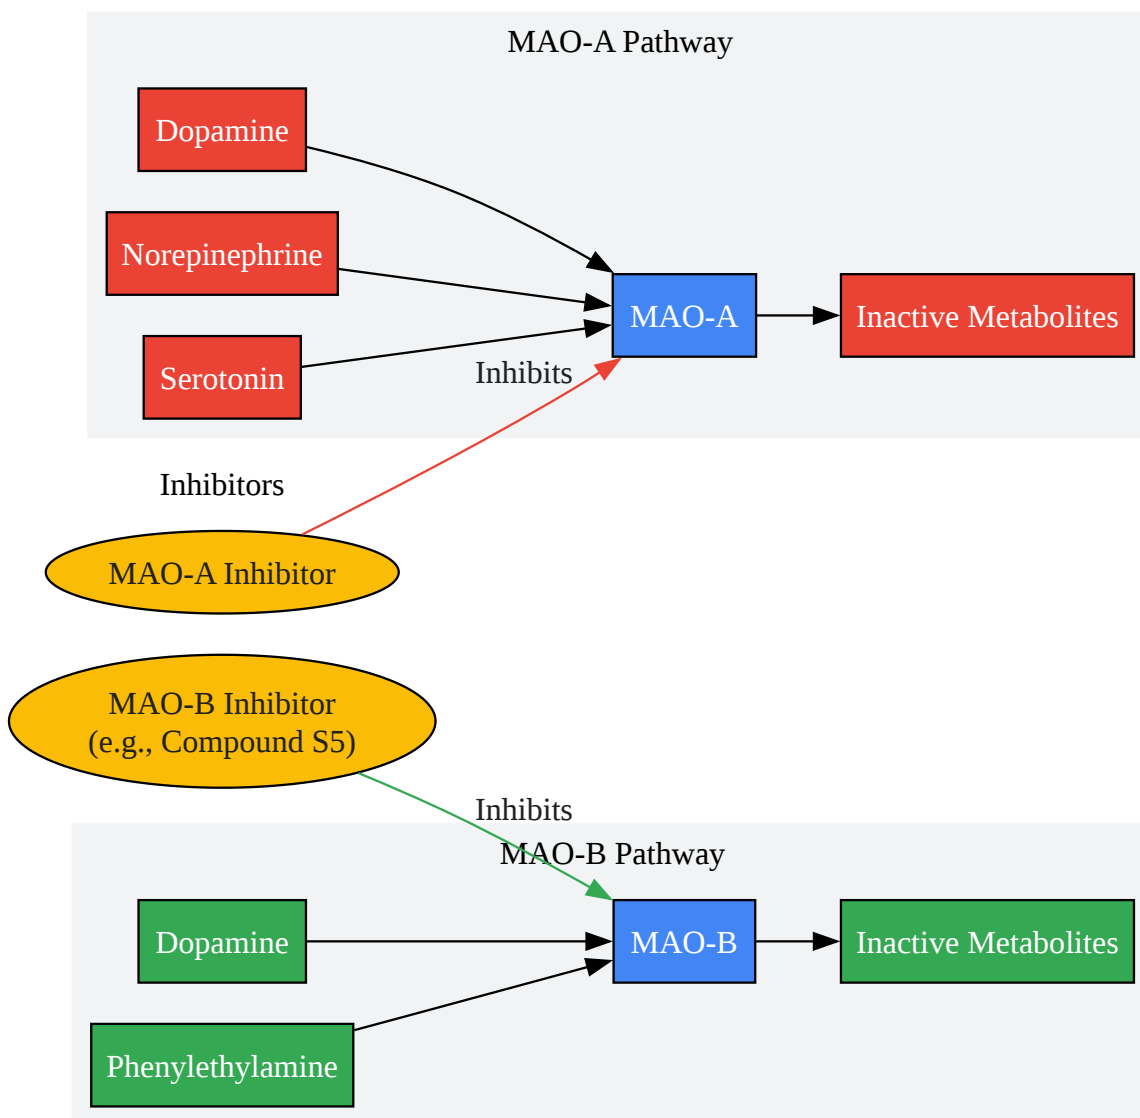 MAO-A Pathway
Dopamine
Norepinephrine
Serotonin
MAO-A
Inactive Metabolites
Inhibits
Inhibitors
MAO-A Inhibitor
MAO-B Inhibitor
(e.g., Compound S5)
Inhibits
MAO-B Pathway
Dopamine
MAO-B
Inactive Metabolites
Phenylethylamine